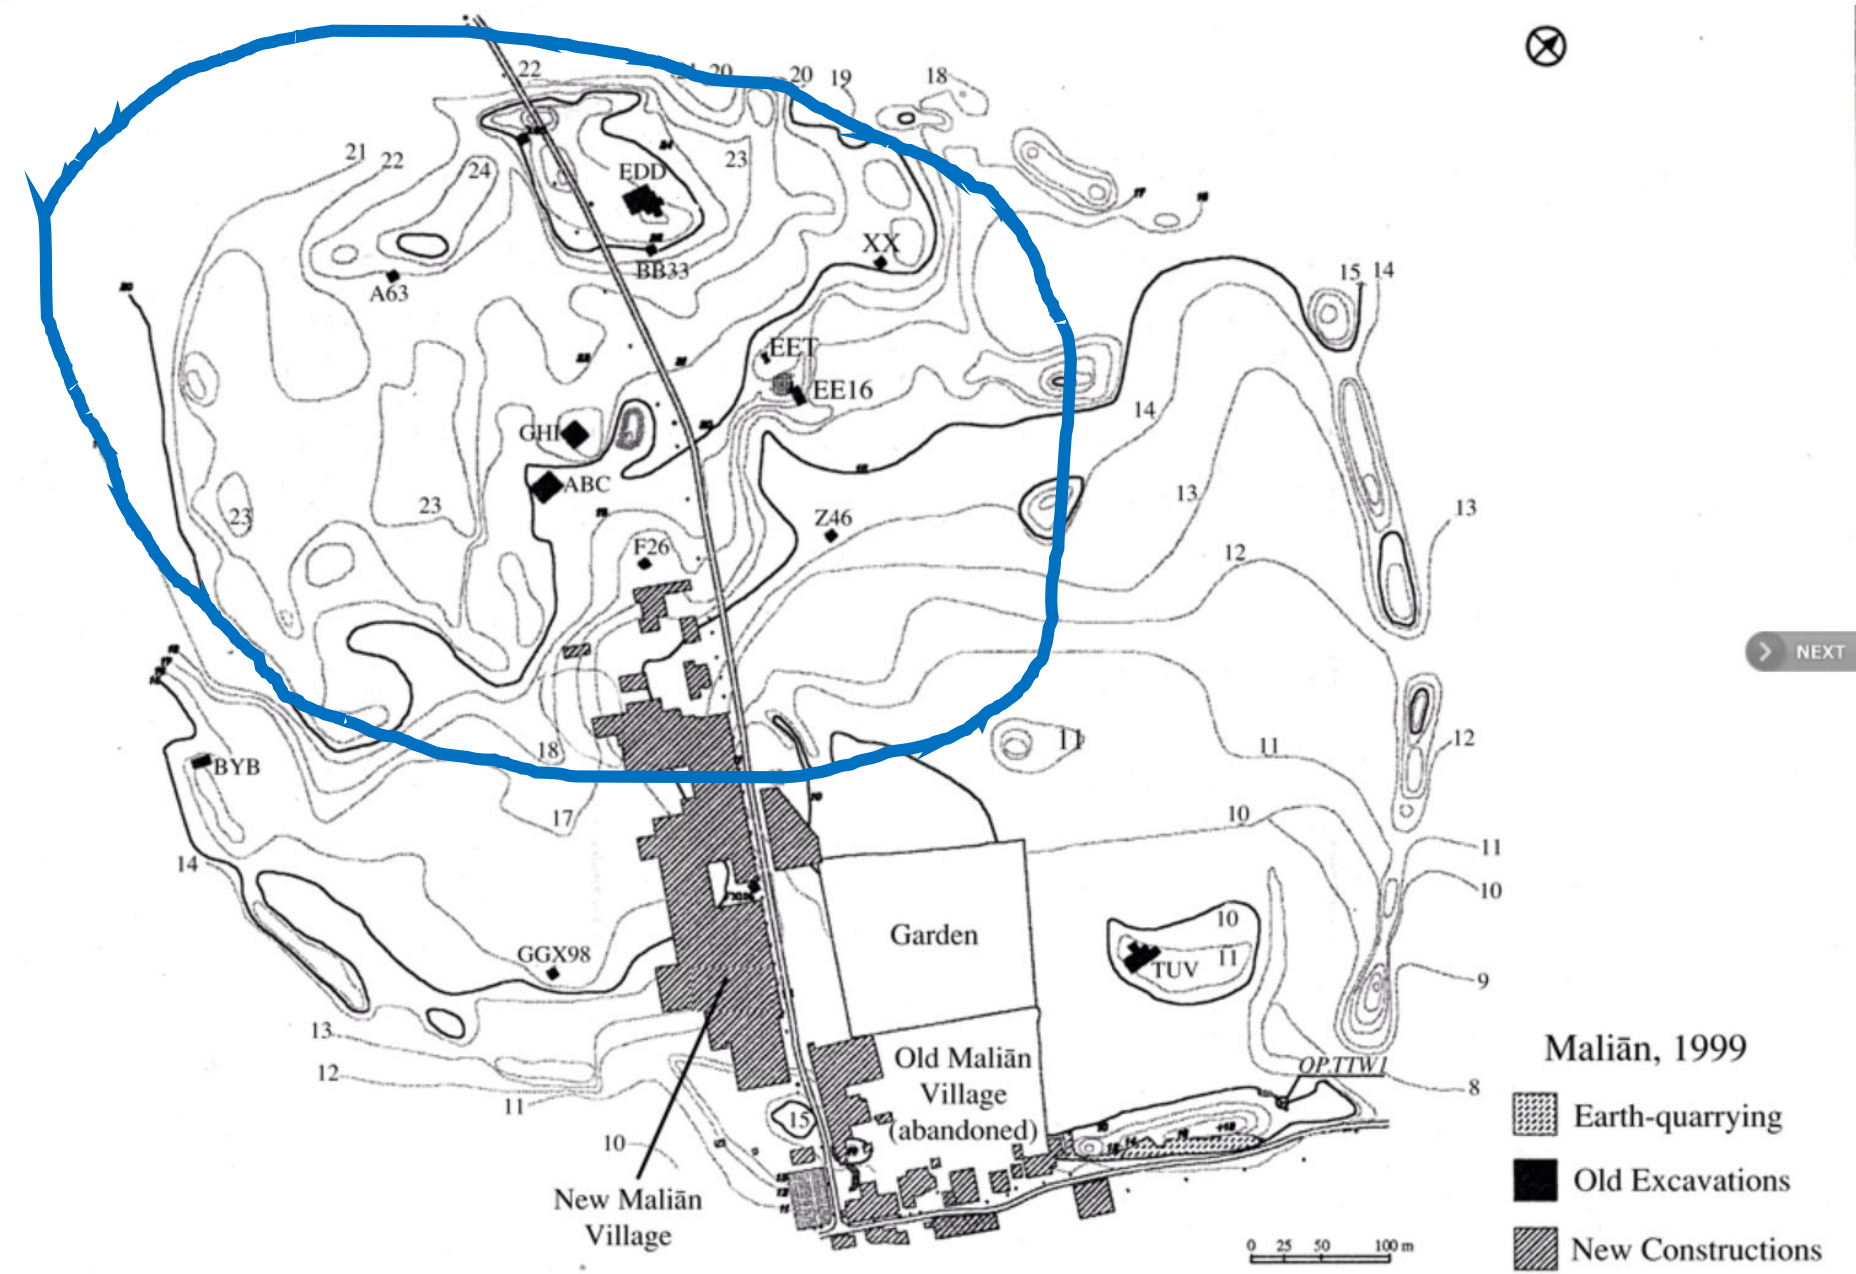 22
21 20
20
19
18
21
22
24
23
EDD
17
XX
BB33
A63
15 14
EET
EE16
14
GHI
ABC
23
23
13
13
Z46
F26
12
18
11
11
12
BYB
17
10
11
14
10
Garden
10
GGX98
TUV 11
9
13
Maliān, 1999
Old Maliān
Village
(abandoned)
OP.TTW1
12
8
11
15
Earth-quarrying
10
New Maliān
Village
Old Excavations
0 25 50 100 m
New Constructions
NEXT